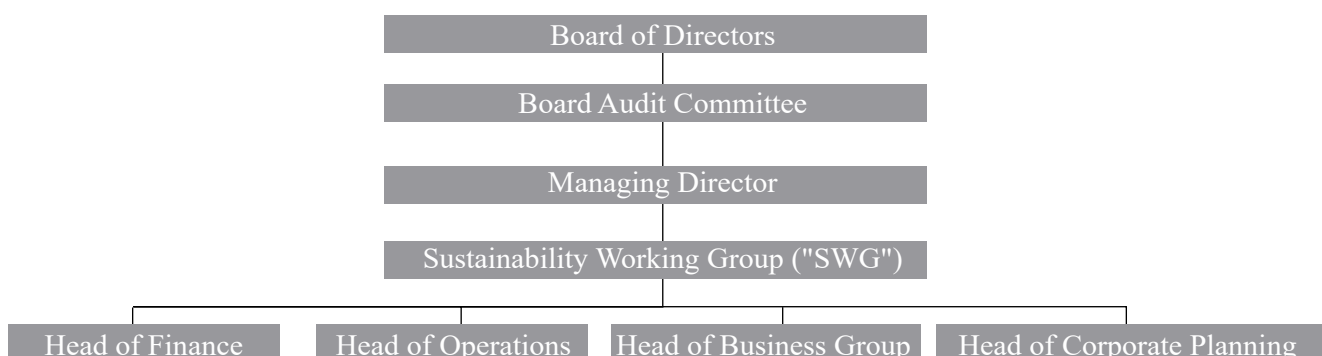 Board of Directors
Board Audit Committee
Managing Director
Sustainability Working Group ("SWG")
Head of Finance
Head of Operations
Head of Business Group
Head of Corporate Planning